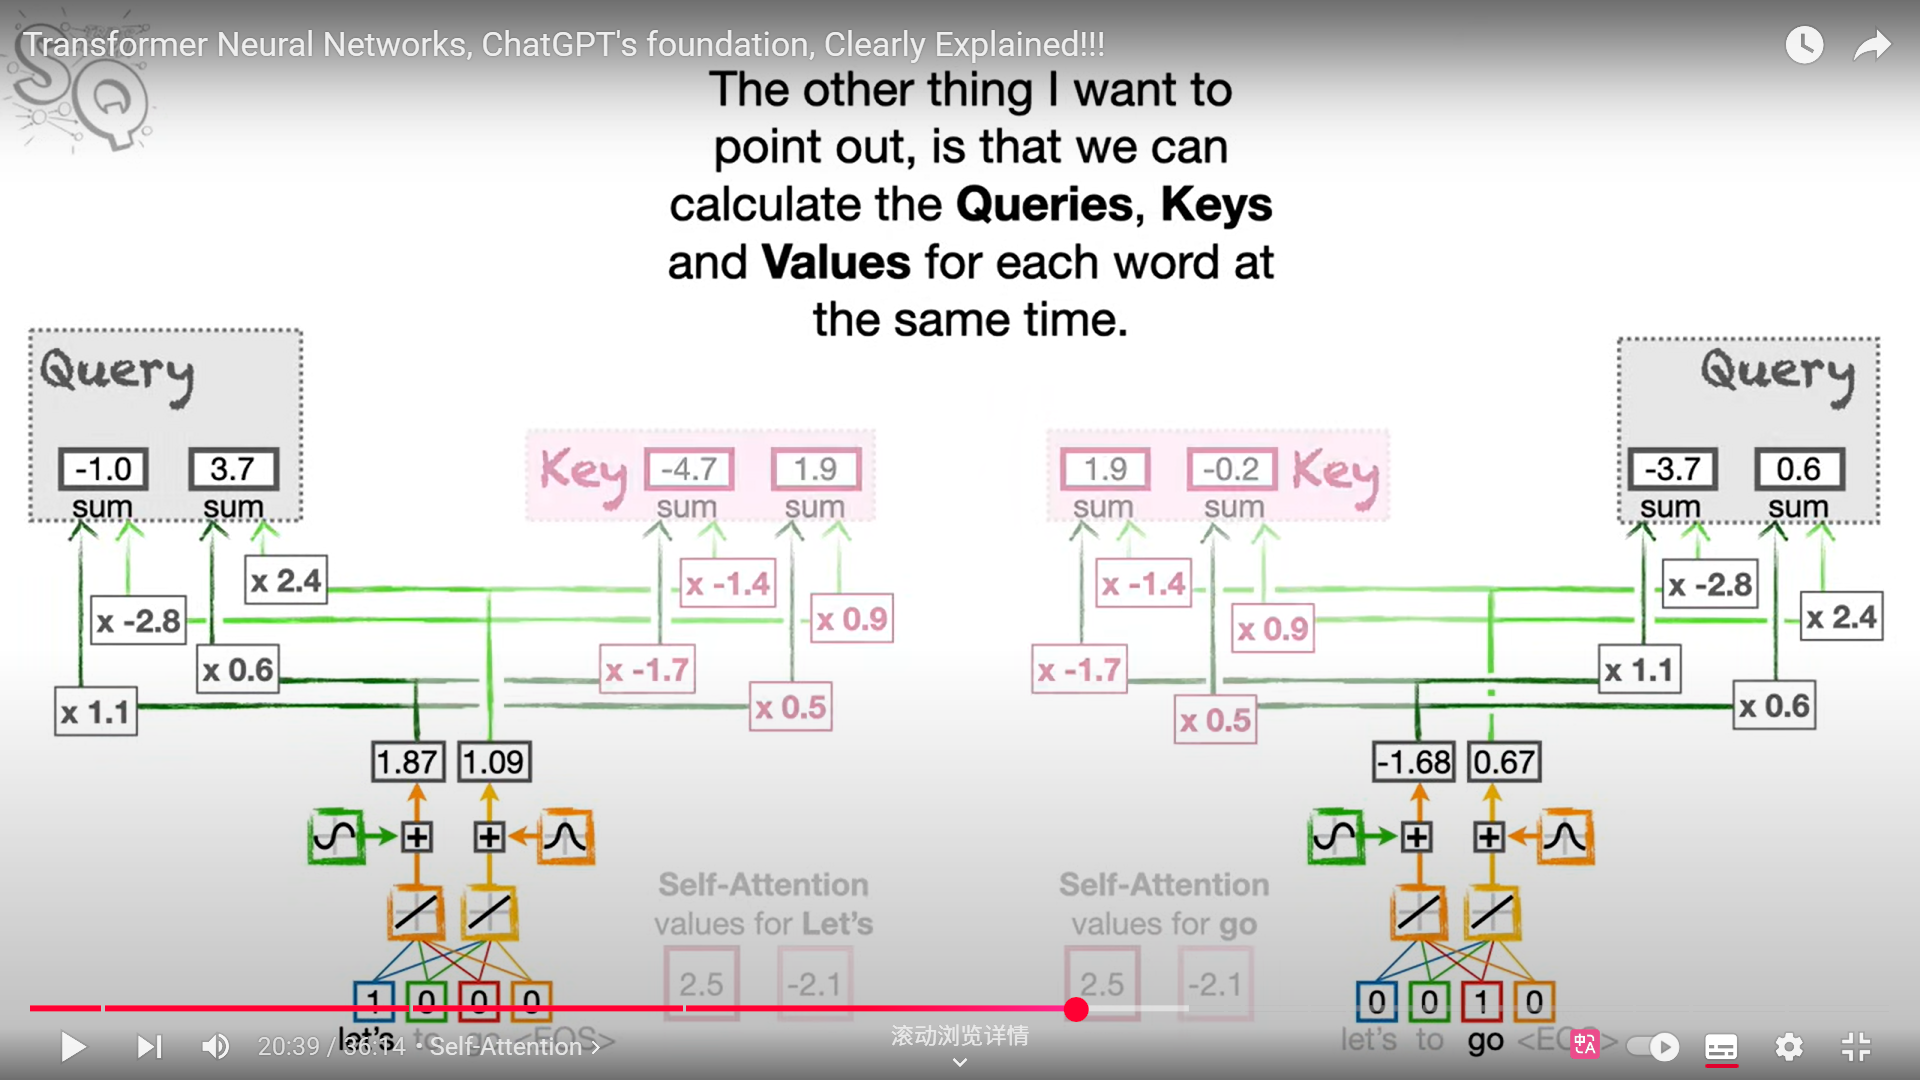 Transformer Neural Networks, ChatGPT's foundation, Clearly Explained!!!
SQ
The other thing I want to
point out, is that we can
calculate the Queries, Keys
and Values for each word at
the same time.
Query
-1.0 3.7
sum sum
Key -4.7 1.9
sum sum
1.9 -0.2 Key
sum sum
Query
-3.7 0.6
sum sum
x 2.4
x -2.8
x 0.6
x 1.1
x -1.4
x 0.9
x -1.7
x 0.5
x -1.4
x 0.9
x -1.7
x 0.5
x -2.8
x 2.4
x 1.1
x 0.6
1.87 1.09
-1.68 0.67
+ +
+ +
Self-Attention
values for Let's
2.5 -2.1
Self-Attention
values for go
2.5 -2.1
1 0 0 0
let's to go <EOS>
0 0 1 0
let's to go <EO >
20:39 / 36:14 • Self-Attention >
滚动浏览详情
中A